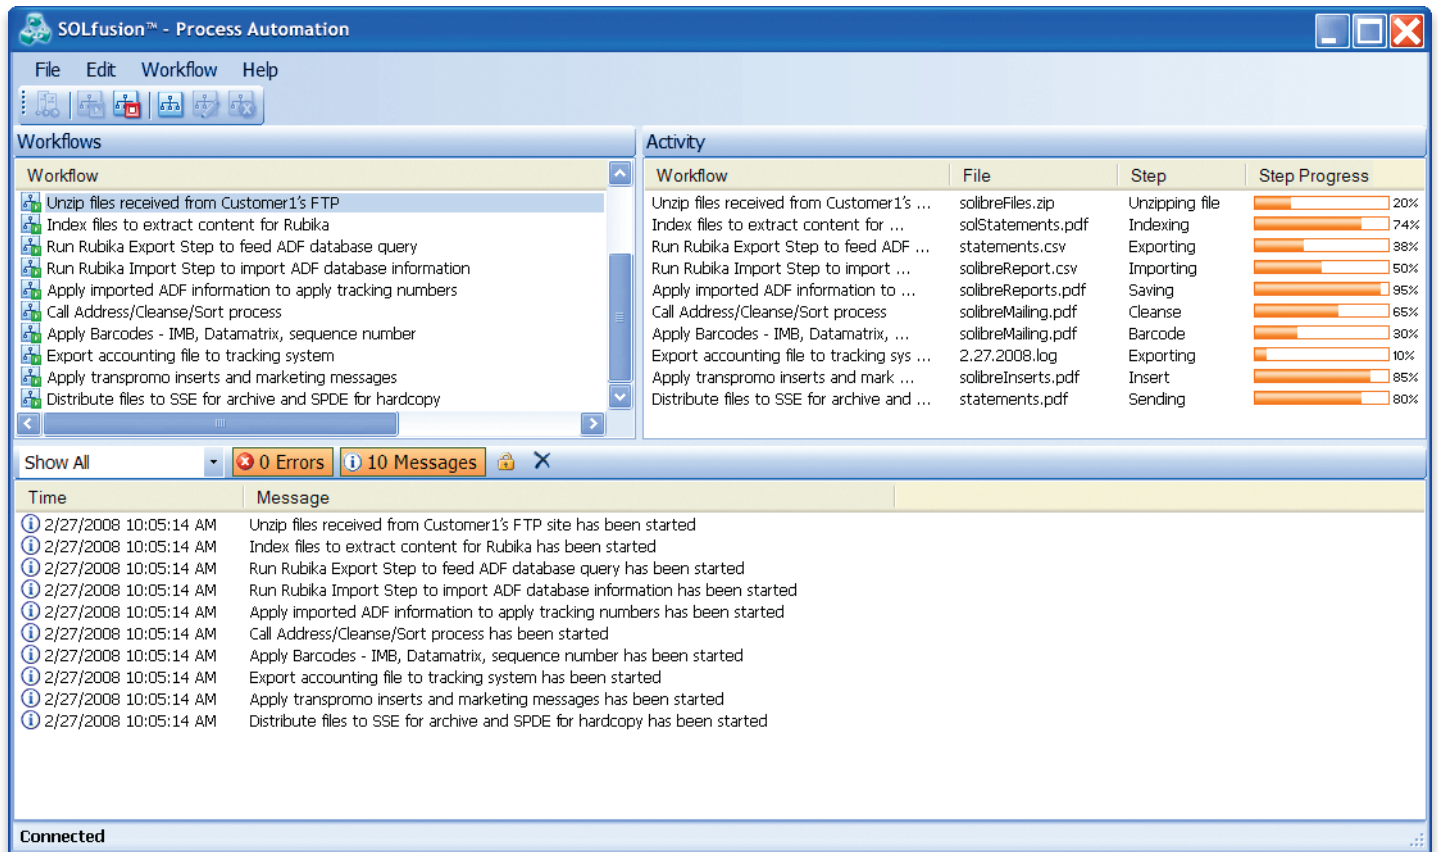 SOLfusion™ - Process Automation
File Edit Workflow Help
Workflows
Workflow
Unzip files received from Customer1's FTP
Index files to extract content for Rubika
Run Rubika Export Step to feed ADF database query
Run Rubika Import Step to import ADF database information
Apply imported ADF information to apply tracking numbers
Call Address/Cleanse/Sort process
Apply Barcodes - IMB, Datamatrix, sequence number
Export accounting file to tracking system
Apply transpromo inserts and marketing messages
Distribute files to SSE for archive and SPDE for hardcopy
Activity
Workflow File Step Step Progress
Unzip files received from Customer1's ... solibreFiles.zip Unzipping file 20%
Index files to extract content for ... solStatements.pdf Indexing 74%
Run Rubika Export Step to feed ADF ... statements.csv Exporting 38%
Run Rubika Import Step to import ... solibreReport.csv Importing 50%
Apply imported ADF information to ... solibreReports.pdf Saving 95%
Call Address/Cleanse/Sort process solibreMailing.pdf Cleanse 65%
Apply Barcodes - IMB, Datamatrix, ... solibreMailing.pdf Barcode 30%
Export accounting file to tracking sys ... 2.27.2008.log Exporting 10%
Apply transpromo inserts and mark ... solibreInserts.pdf Insert 85%
Distribute files to SSE for archive and ... statements.pdf Sending 80%
Show All 0 Errors 10 Messages
Time Message
2/27/2008 10:05:14 AM Unzip files received from Customer1's FTP site has been started
2/27/2008 10:05:14 AM Index files to extract content for Rubika has been started
2/27/2008 10:05:14 AM Run Rubika Export Step to feed ADF database query has been started
2/27/2008 10:05:14 AM Run Rubika Import Step to import ADF database information has been started
2/27/2008 10:05:14 AM Apply imported ADF information to apply tracking numbers has been started
2/27/2008 10:05:14 AM Call Address/Cleanse/Sort process has been started
2/27/2008 10:05:14 AM Apply Barcodes - IMB, Datamatrix, sequence number has been started
2/27/2008 10:05:14 AM Export accounting file to tracking system has been started
2/27/2008 10:05:14 AM Apply transpromo inserts and marketing messages has been started
2/27/2008 10:05:14 AM Distribute files to SSE for archive and SPDE for hardcopy has been started
Connected